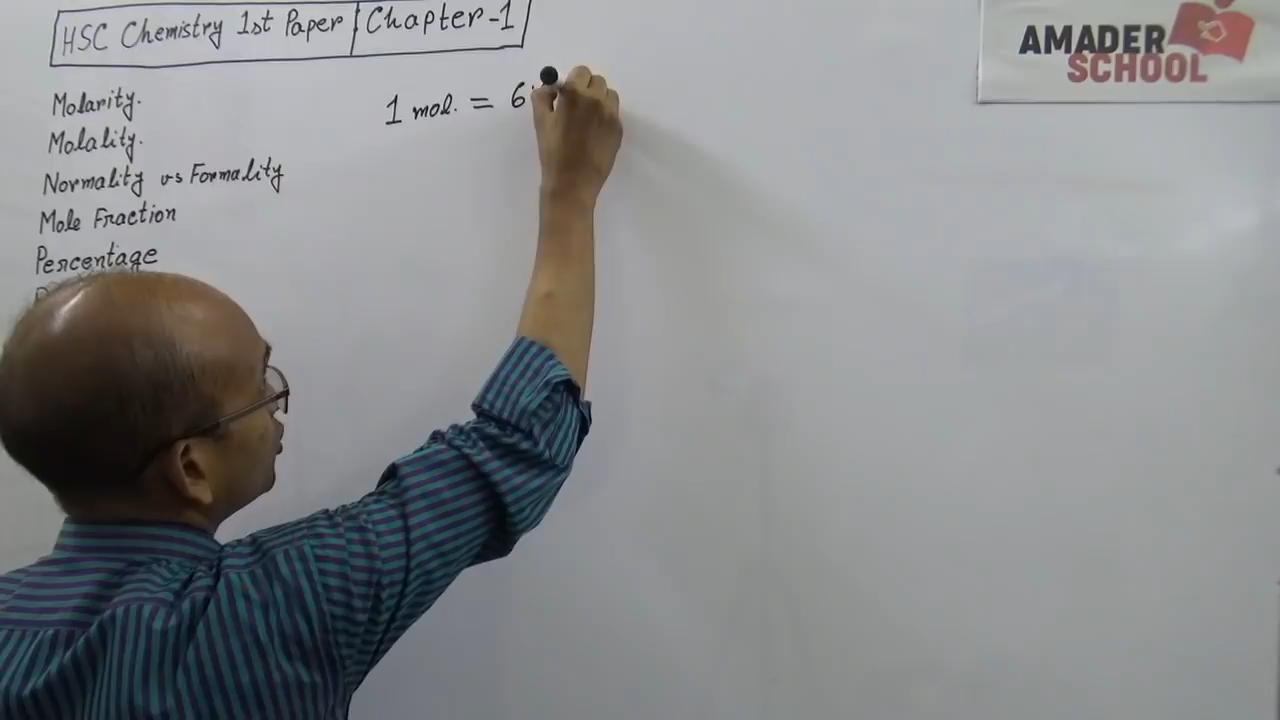 HSC Chemistry 1st Paper | Chapter-1
AMADER
SCHOOL
Molarity.
1 mol. = 6
Molality.
Normality vs Formality
Mole Fraction
Percentage